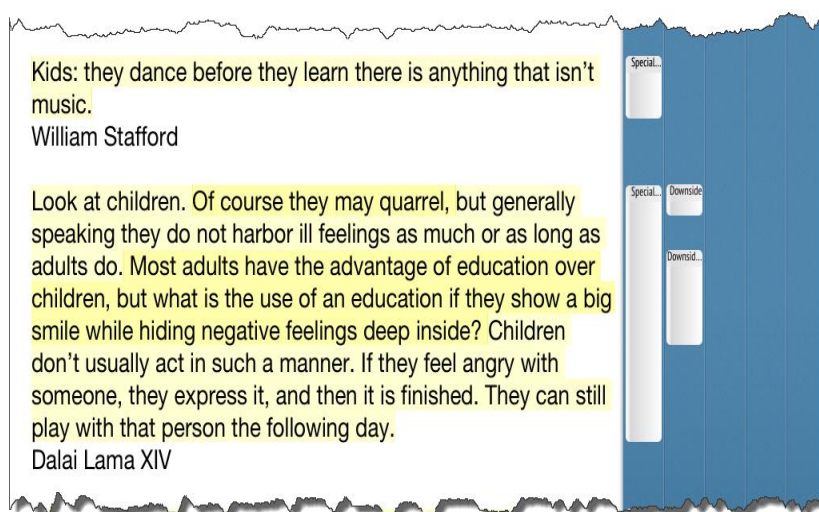 Kids: they dance before they learn there is anything that isn’t
music.
William Stafford
Look at children. Of course they may quarrel, but generally
speaking they do not harbor ill feelings as much or as long as
adults do. Most adults have the advantage of education over
children, but what is the use of an education if they show a big
smile while hiding negative feelings deep inside? Children
don’t usually act in such a manner. If they feel angry with
someone, they express it, and then it is finished. They can still
play with that person the following day.
Dalai Lama XIV
Special...
Special...
Downside
Downsid...